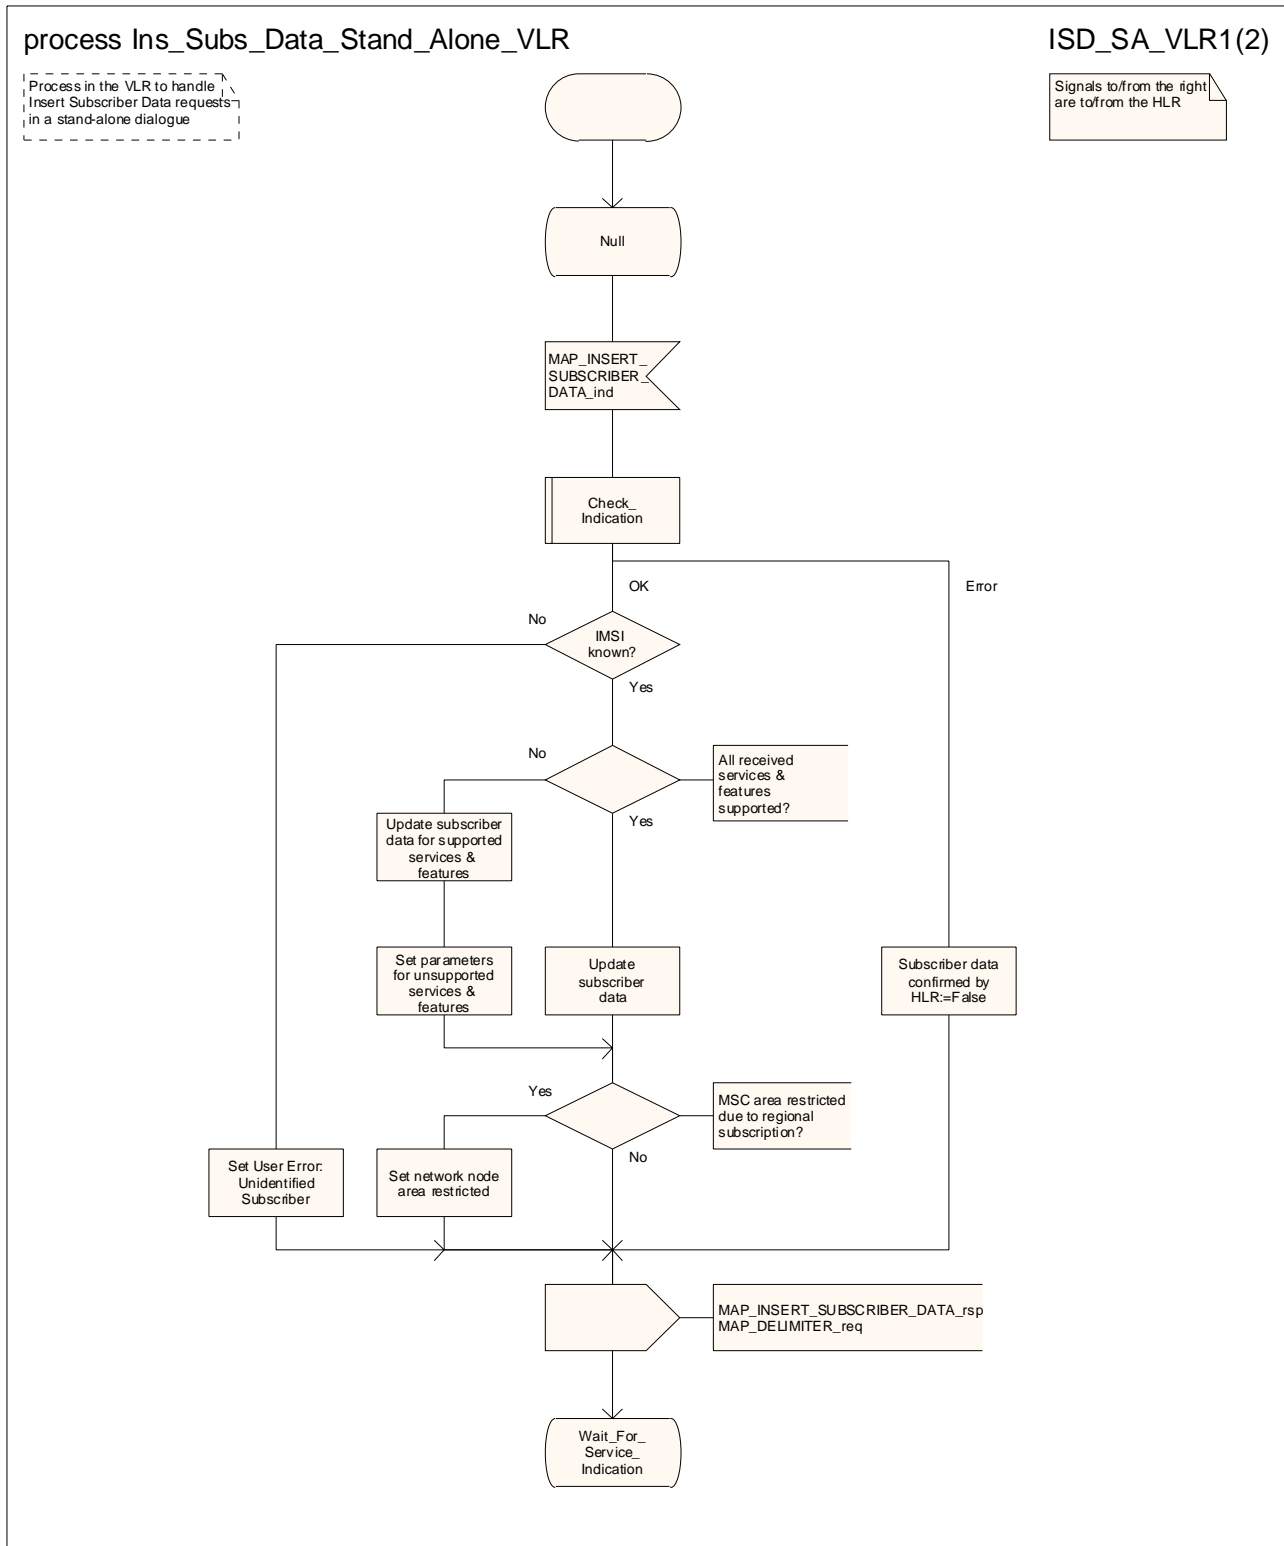 process Ins_Subs_Data_Stand_Alone_VLR
ISD_SA_VLR1(2)
Process in the VLR to handle
Insert Subscriber Data requests
in a stand-alone dialogue
Signals to/from the right
are to/from the HLR
Null
MAP_INSERT_
SUBSCRIBER_
DATA_ind
Check_
Indication
OK
Error
No
IMSI
known?
Yes
No
All received
services &
features
supported?
Yes
Update subscriber
data for supported
services &
features
Set parameters
for unsupported
services &
features
Update
subscriber
data
Subscriber data
confirmed by
HLR:=False
Yes
MSC area restricted
due to regional
subscription?
No
Set User Error:
Unidentified
Subscriber
Set network node
area restricted
MAP_INSERT_SUBSCRIBER_DATA_rsp
MAP_DELIMITER_req
Wait_For_
Service_
Indication